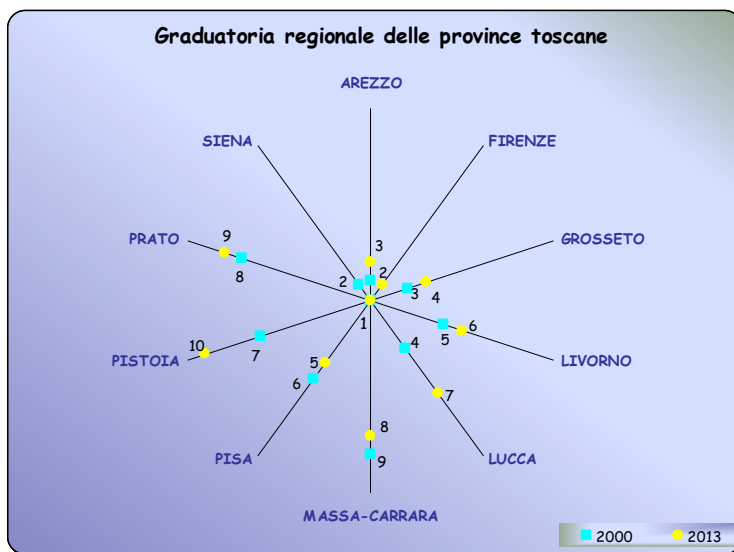 Graduatoria regionale delle province toscane
AREZZO
SIENA
FIRENZE
PRATO
9
8
3
2
2
3
4
GROSSETO
1
5
6
4
PISTOIA
10
7
LIVORNO
5
6
7
PISA
8
9
LUCCA
MASSA-CARRARA
2000
2013